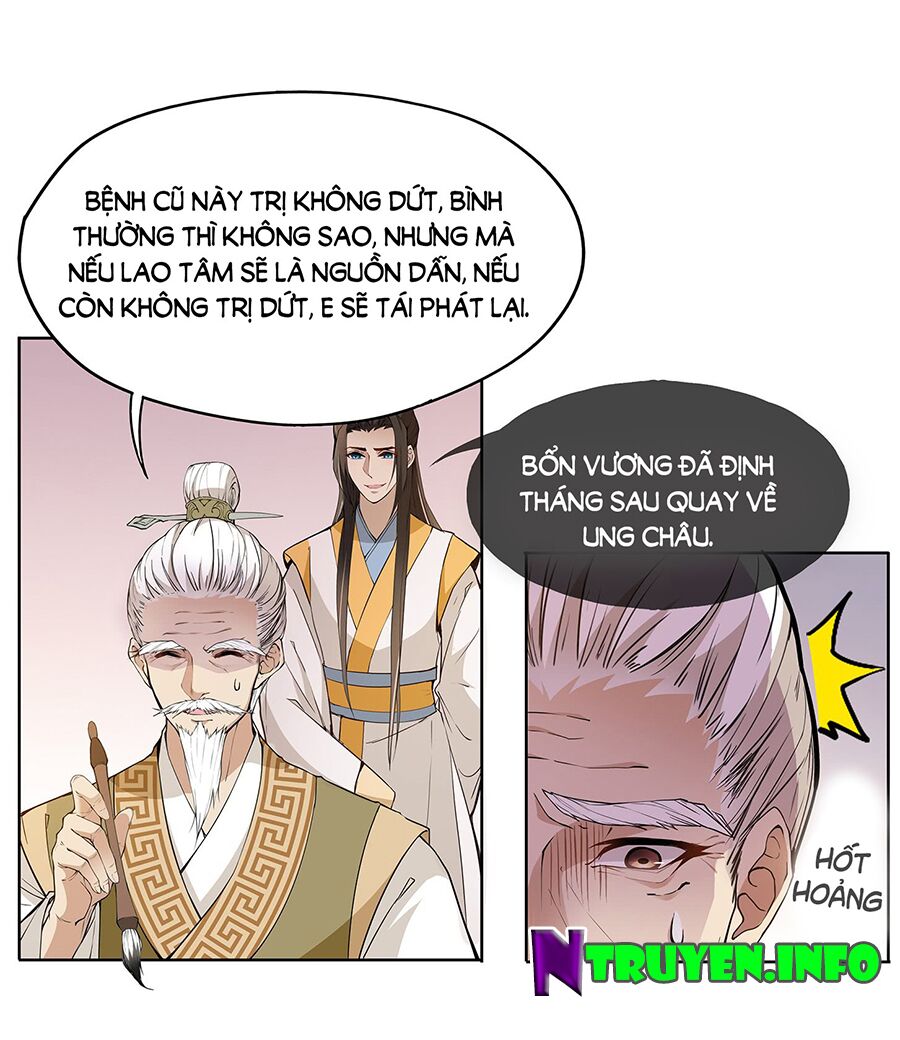 BỆNH CŨ NÀY TRỊ KHÔNG DỨT, BÌNH
THƯỜNG THÌ KHÔNG SAO, NHƯNG MÀ
NẾU LAO TÂM SẼ LÀ NGUỒN DẪN, NẾU
CÒN KHÔNG TRỊ DỨT, E SẼ TÁI PHÁT LẠI.
BỔN VƯƠNG ĐÃ ĐỊNH
THÁNG SAU QUAY VỀ
UNG CHÂU.
HỐT
HOẢNG
NTRUYEN.INFO